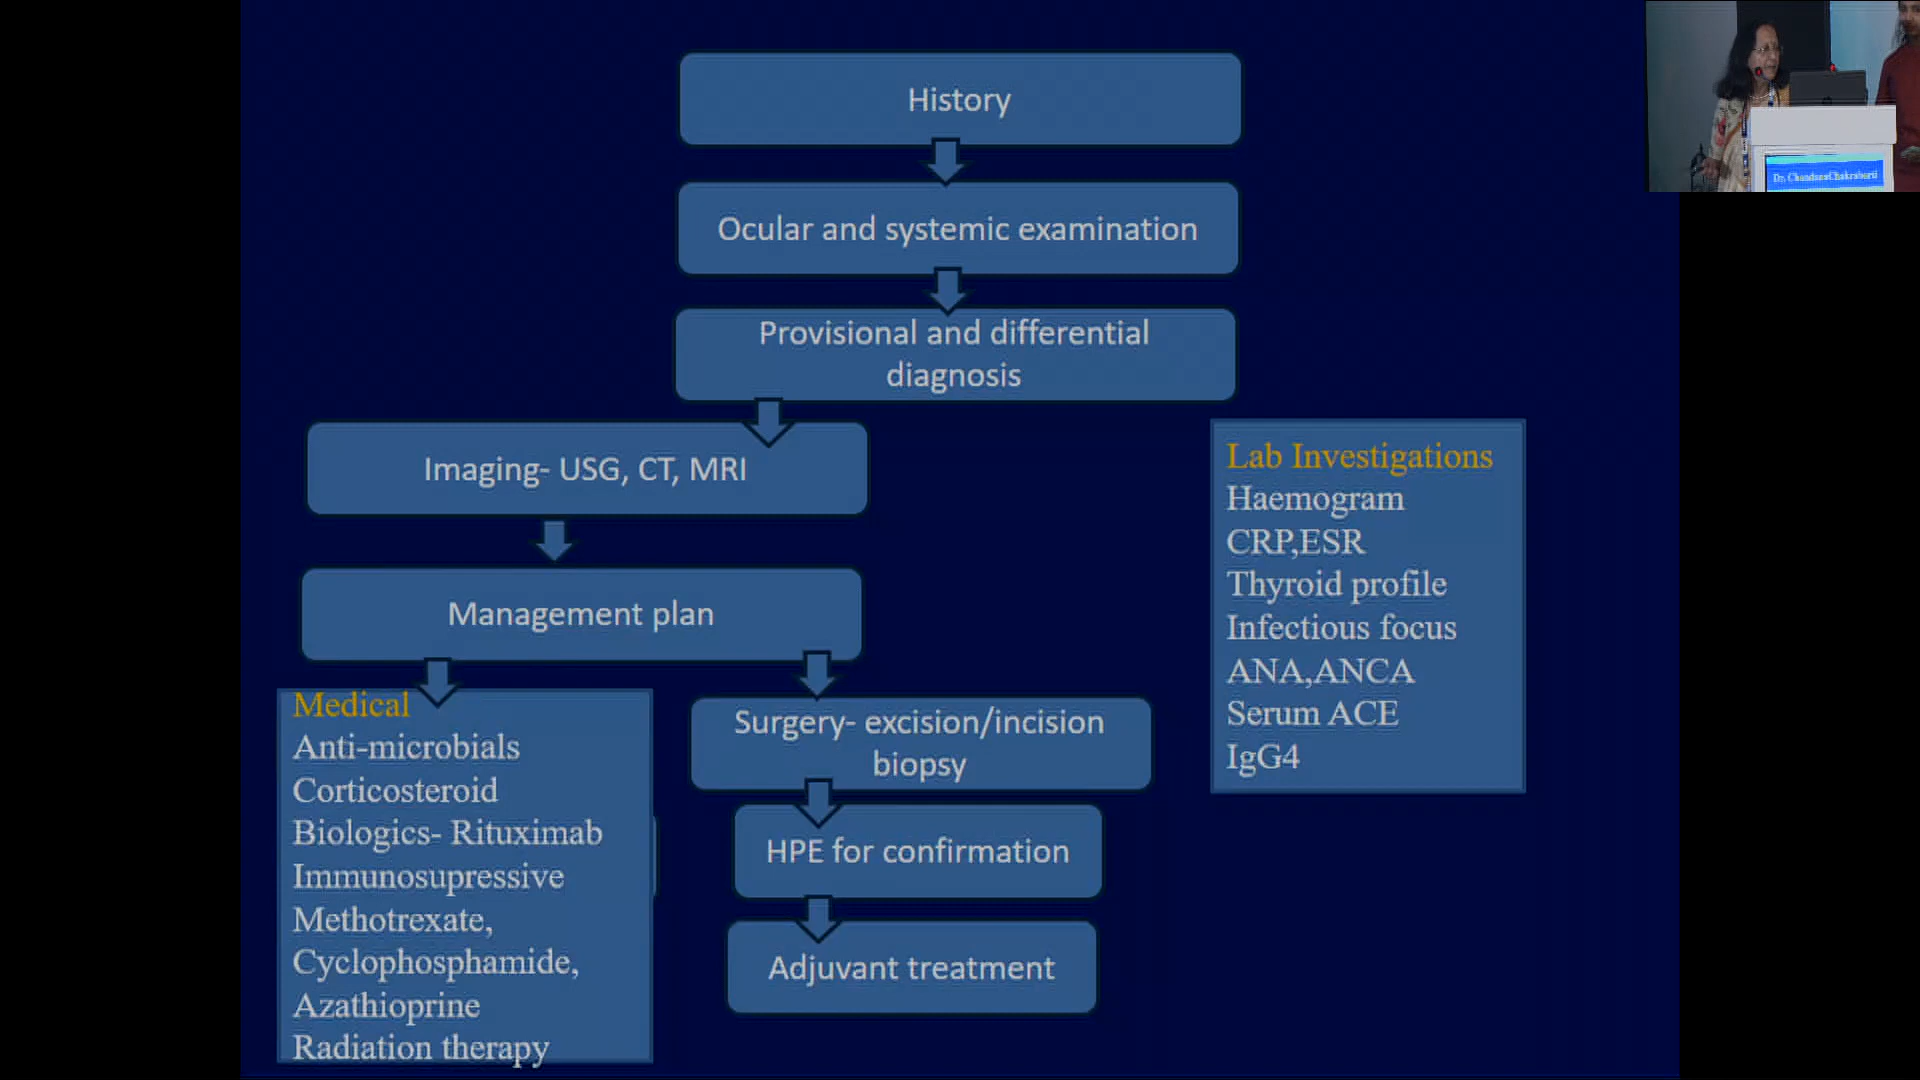 History
Ocular and systemic examination
Provisional and differential
diagnosis
Imaging- USG, CT, MRI
Management plan
Medical
Anti-microbials
Corticosteroid
Biologics- Rituximab
Immunosupressive
Methotrexate,
Cyclophosphamide,
Azathioprine
Radiation therapy
Surgery- excision/incision
biopsy
HPE for confirmation
Adjuvant treatment
Lab Investigations
Haemogram
CRP,ESR
Thyroid profile
Infectious focus
ANA,ANCA
Serum ACE
IgG4
Dr. ChandanaChakraborti